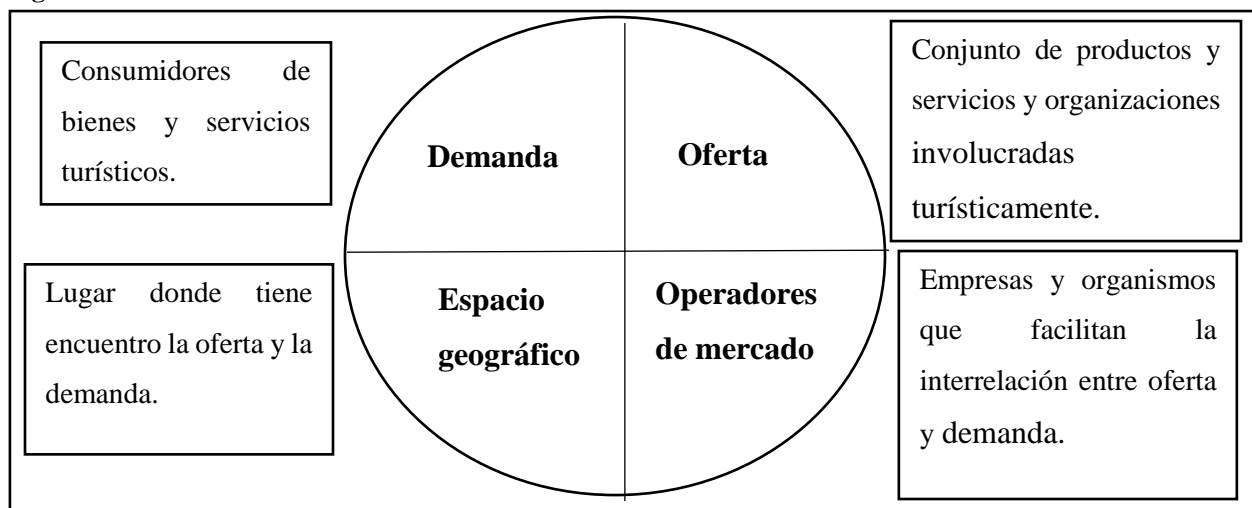 Consumidores de
bienes y servicios
turísticos.
Demanda
Oferta
Conjunto de productos y
servicios y organizaciones
involucradas
turísticamente.
Lugar donde tiene
encuentro la oferta y la
demanda.
Espacio
geográfico
Operadores
de mercado
Empresas y organismos
que facilitan la
interrelación entre oferta
y demanda.